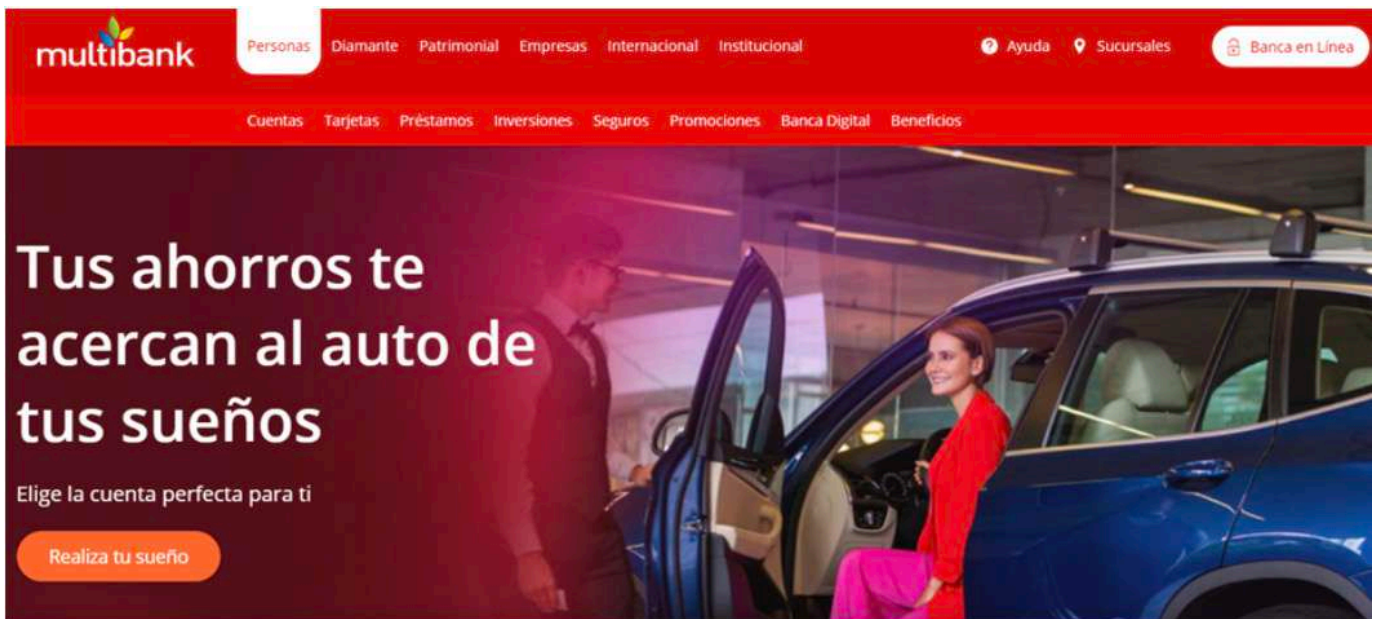 multibank
Personas Diamante Patrimonial Empresas Internacional Institucional
Ayuda Sucursales Banca en Línea
Cuentas Tarjetas Préstamos Inversiones Seguros Promociones Banca Digital Beneficios
Tus ahorros te
acercan al auto de
tus sueños
Elige la cuenta perfecta para ti
Realiza tu sueño